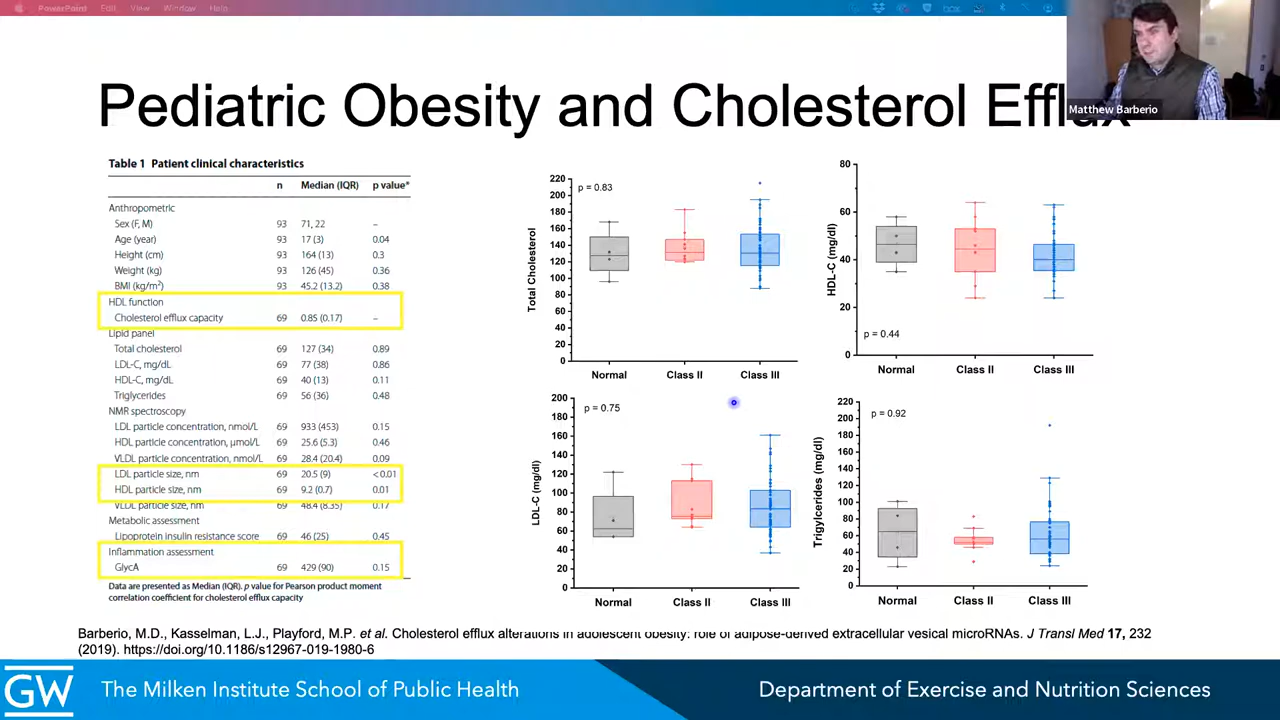 PowerPoint Edit View Window Help
box
Matthew Barberio
Pediatric Obesity and Cholesterol Efflux
Table 1 Patient clinical characteristics
n Median (IQR) p value*
Anthropometric
Sex (F, M) 93 71, 22 –
Age (year) 93 17 (3) 0.04
Height (cm) 93 164 (13) 0.3
Weight (kg) 93 126 (45) 0.36
BMI (kg/m²) 93 45.2 (13.2) 0.38
HDL function
Cholesterol efflux capacity 69 0.85 (0.17) –
Lipid panel
Total cholesterol 69 127 (34) 0.89
LDL-C, mg/dL 69 77 (38) 0.86
HDL-C, mg/dL 69 40 (13) 0.11
Triglycerides 69 56 (36) 0.48
NMR spectroscopy
LDL particle concentration, nmol/L 69 933 (453) 0.15
HDL particle concentration, μmol/L 69 25.6 (5.3) 0.46
VLDL particle concentration, nmol/L 69 28.4 (20.4) 0.09
LDL particle size, nm 69 20.5 (9) <0.01
HDL particle size, nm 69 9.2 (0.7) 0.01
VLDL particle size, nm 69 48.4 (8.35) 0.17
Metabolic assessment
Lipoprotein insulin resistance score 69 46 (25) 0.45
Inflammation assessment
GlycA 69 429 (90) 0.15
Data are presented as Median (IQR). p value for Pearson product moment
correlation coefficient for cholesterol efflux capacity
Total Cholesterol
220
200
180
160
140
120
100
80
60
40
20
0
p = 0.83
Normal Class II Class III
HDL-C (mg/dl)
80
60
40
20
0
p = 0.44
Normal Class II Class III
LDL-C (mg/dl)
200
180
160
140
120
100
80
60
40
20
0
p = 0.75
Normal Class II Class III
Trigylcerides (mg/dl)
220
200
180
160
140
120
100
80
60
40
20
0
p = 0.92
Normal Class II Class III
Barberio, M.D., Kasselman, L.J., Playford, M.P. et al. Cholesterol efflux alterations in adolescent obesity: role of adipose-derived extracellular vesical microRNAs. J Transl Med 17, 232
(2019). https://doi.org/10.1186/s12967-019-1980-6
GW The Milken Institute School of Public Health Department of Exercise and Nutrition Sciences